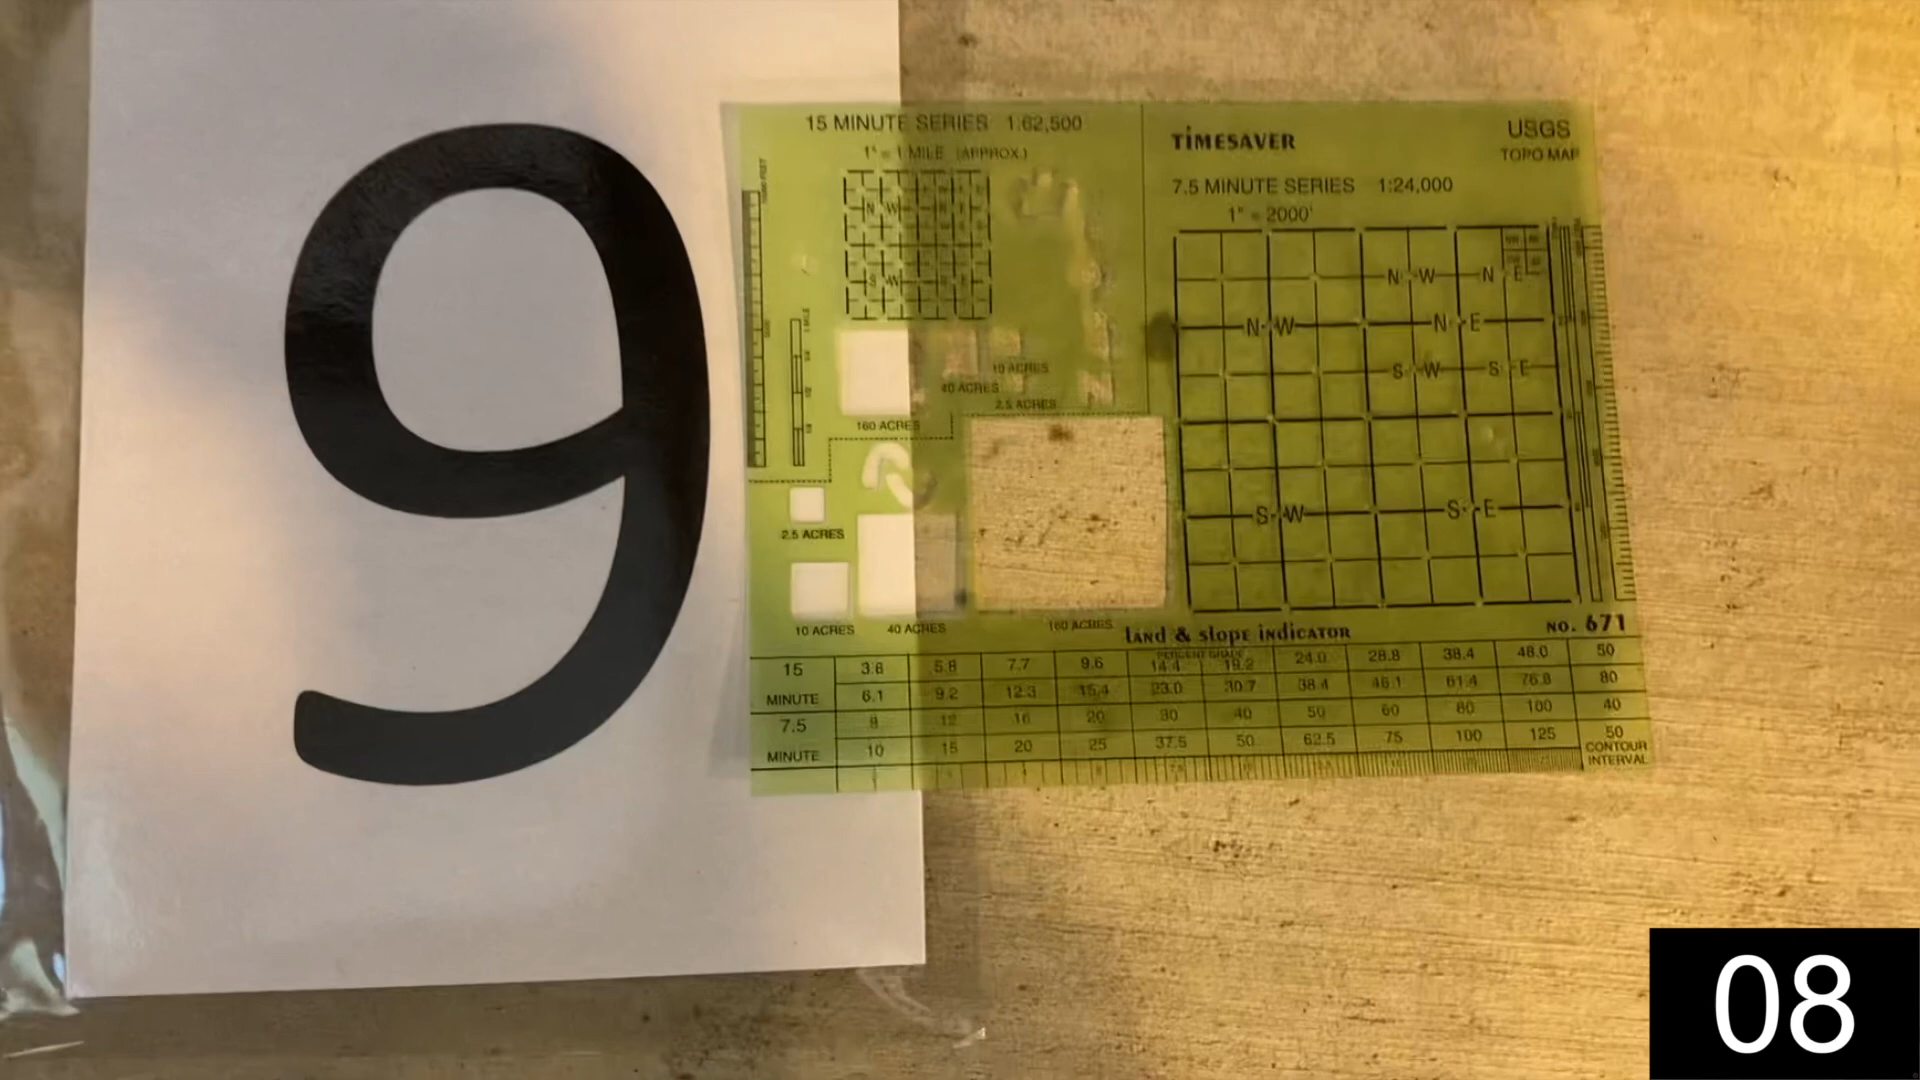 9
15 MINUTE SERIES 1:62,500
1" = 1 MILE (APPROX.)
N W
S W
1 MILE
160 ACRES
40 ACRES
10 ACRES
2.5 ACRES
2.5 ACRES
10 ACRES
40 ACRES
160 ACRES
TIMESAVER
USGS
TOPO MAP
7.5 MINUTE SERIES 1:24,000
1" = 2000'
N W
N E
N W
N E
S W
S E
S W
S E
land & slope indicator
NO. 671
PERCENT GRADE
15 MINUTE 3.8 5.8 7.7 9.6 14.4 19.2 24.0 28.8 38.4 48.0 50
6.1 9.2 12.3 15.4 23.0 30.7 38.4 46.1 61.4 76.8 80
7.5 MINUTE 8 12 16 20 30 40 50 60 80 100 40
10 15 20 25 37.5 50 62.5 75 100 125 50
CONTOUR
INTERVAL
08